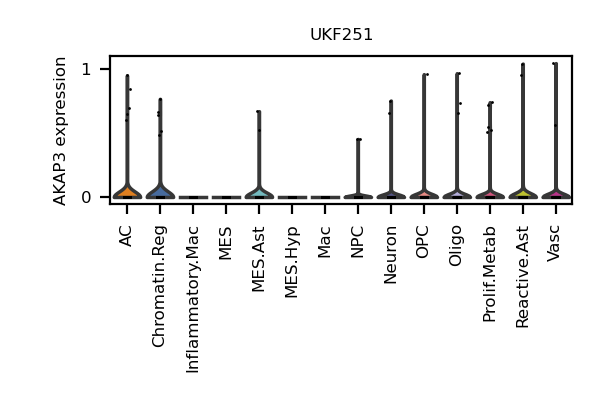 UKF251
AKAP3 expression
1
0
AC
Chromatin.Reg
Inflammatory.Mac
MES
MES.Ast
MES.Hyp
Mac
NPC
Neuron
OPC
Oligo
Prolif.Metab
Reactive.Ast
Vasc